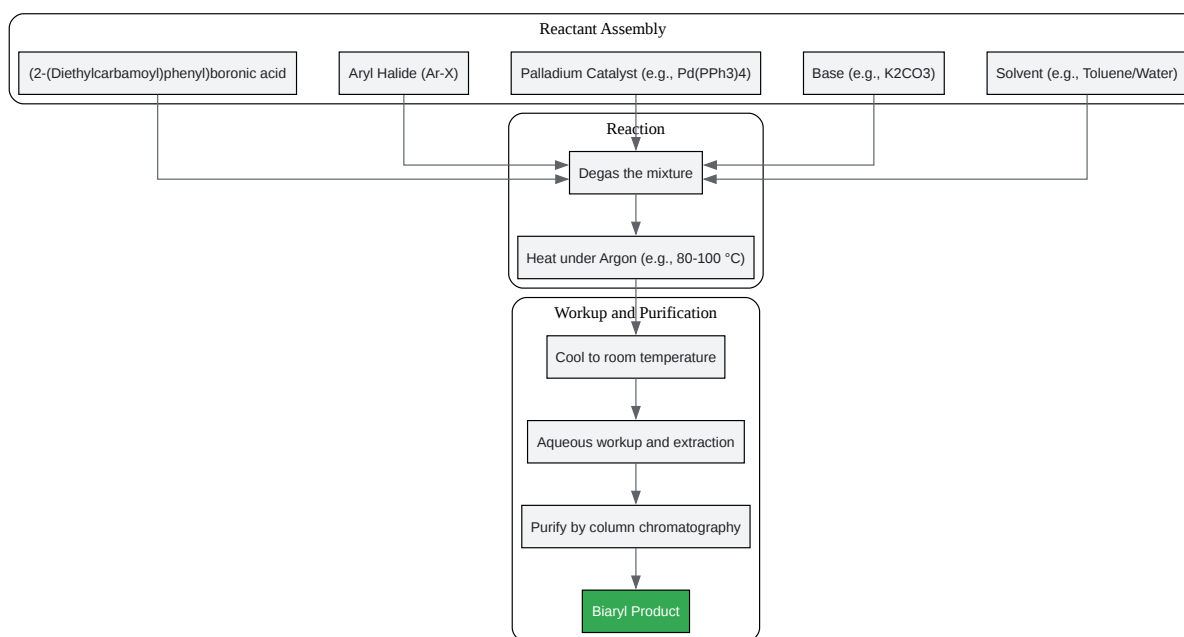 Reactant Assembly
(2-(Diethylcarbamoyl)phenyl)boronic acid
Aryl Halide (Ar-X)
Palladium Catalyst (e.g., Pd(PPh3)4)
Base (e.g., K2CO3)
Solvent (e.g., Toluene/Water)
Reaction
Degas the mixture
Heat under Argon (e.g., 80-100 °C)
Workup and Purification
Cool to room temperature
Aqueous workup and extraction
Purify by column chromatography
Biaryl Product